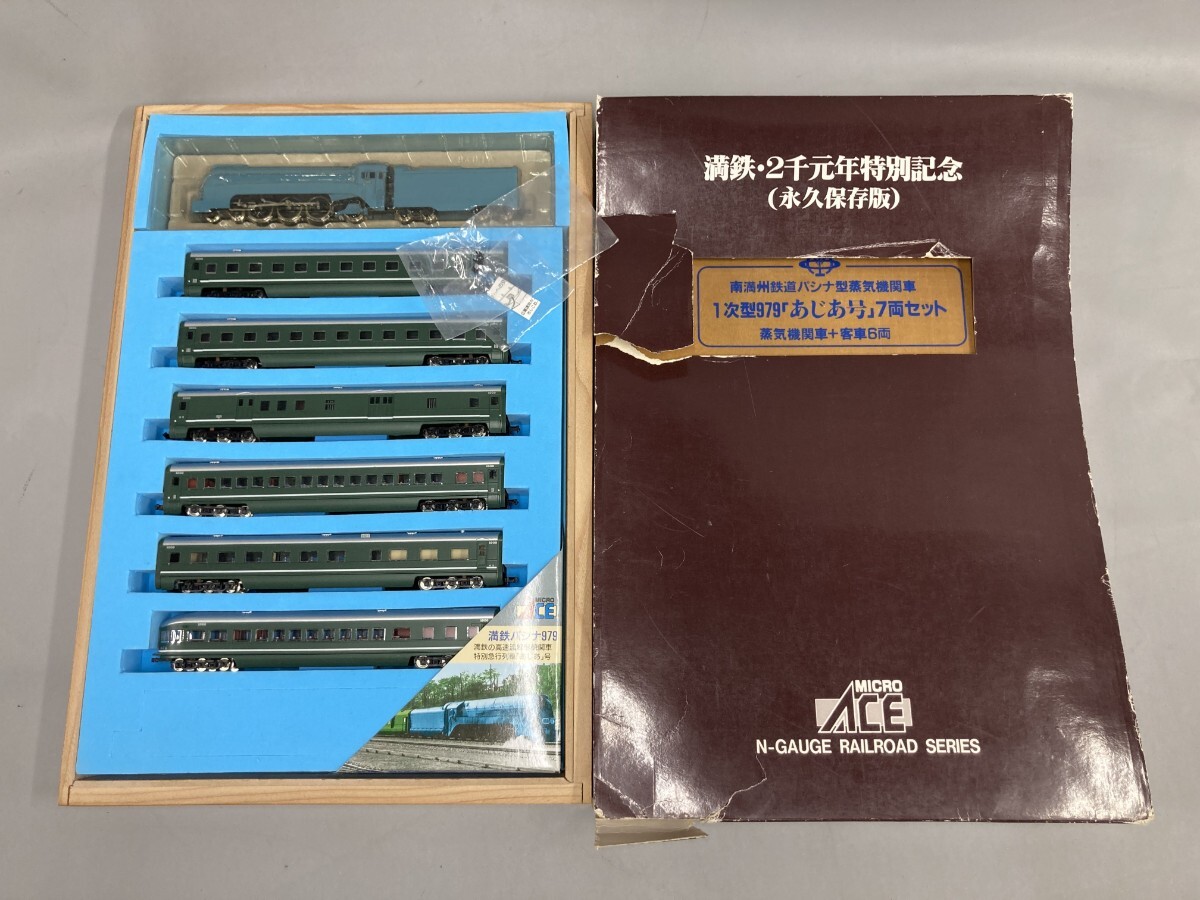 満鉄・2千元年特別記念
(永久保存版)
南満州鉄道パシナ型蒸気機関車
1次型979「あじあ号」7両セット
蒸気機関車+客車6両
MICRO
ACE
N-GAUGE RAILROAD SERIES
MICRO
ACE
満鉄パシナ979